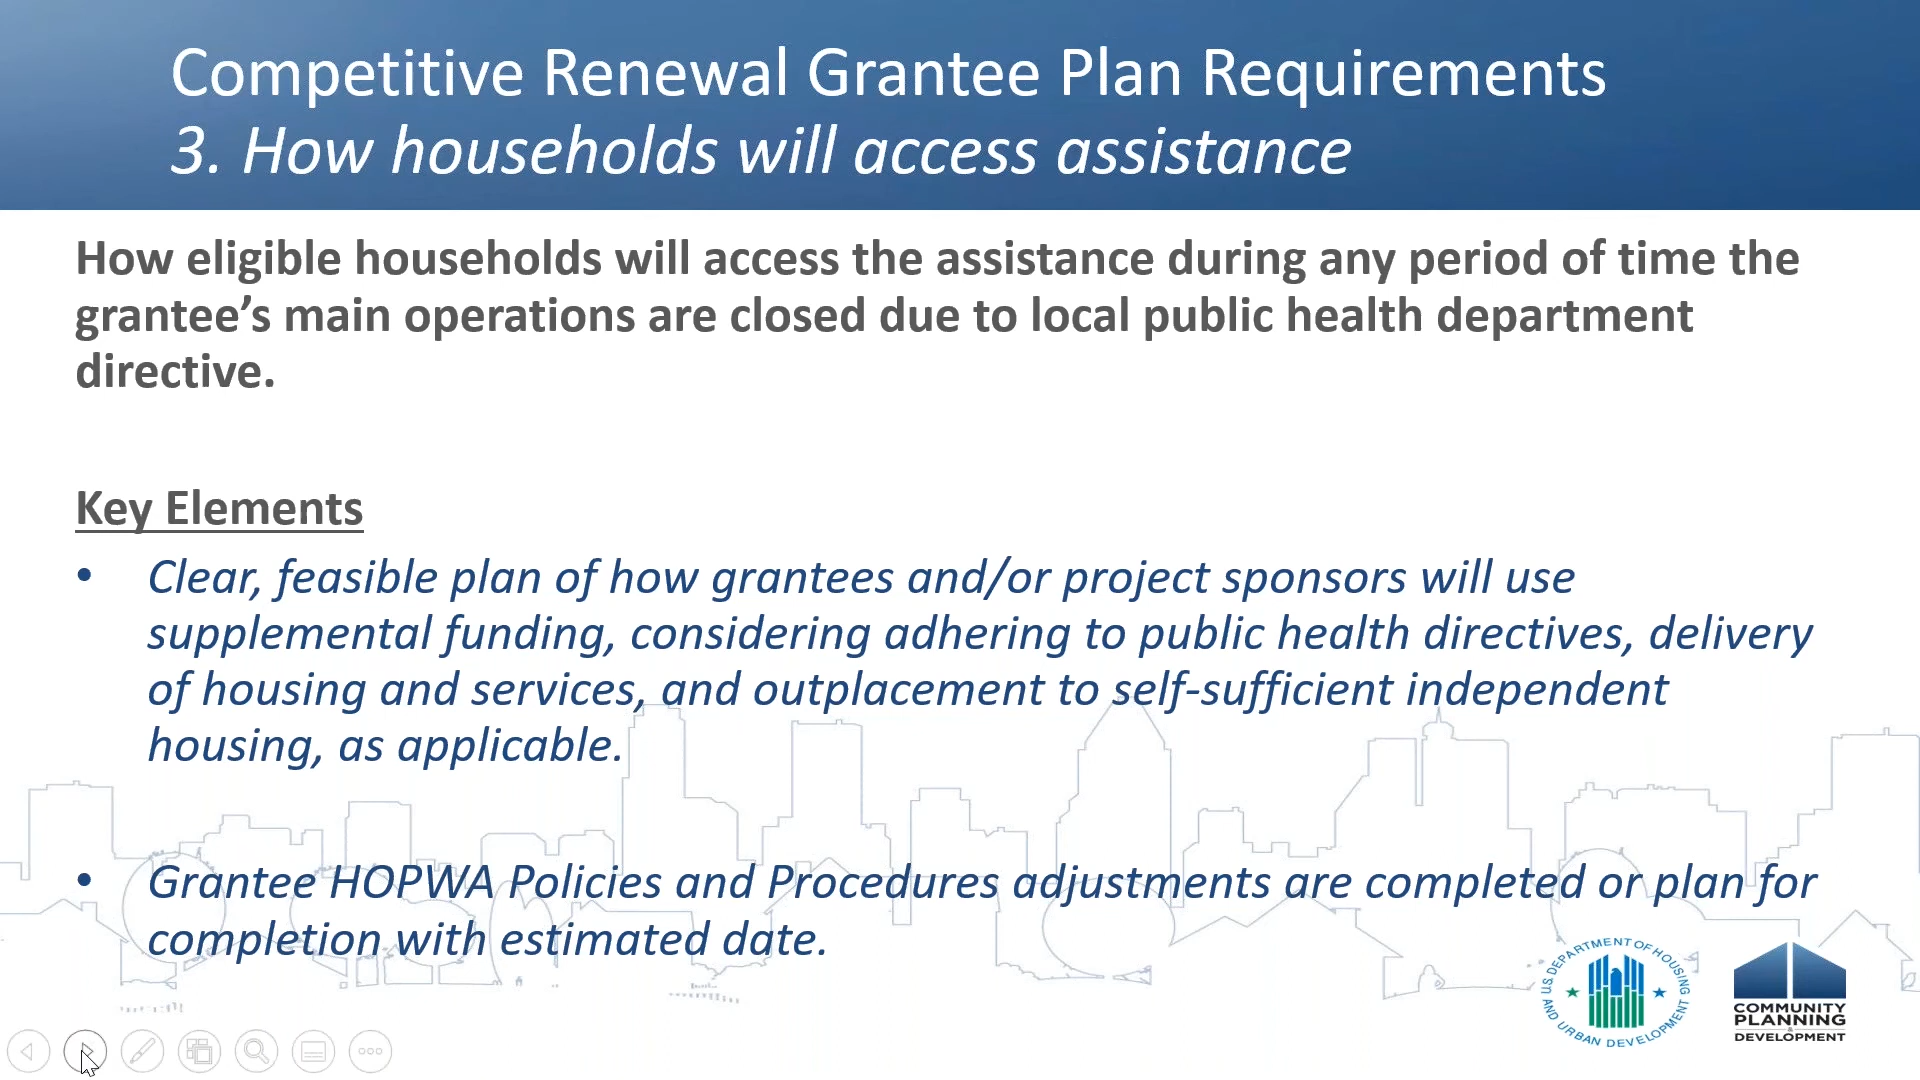 Competitive Renewal Grantee Plan Requirements
3. How households will access assistance
How eligible households will access the assistance during any period of time the
grantee’s main operations are closed due to local public health department
directive.
Key Elements
• Clear, feasible plan of how grantees and/or project sponsors will use
supplemental funding, considering adhering to public health directives, delivery
of housing and services, and outplacement to self-sufficient independent
housing, as applicable.
• Grantee HOPWA Policies and Procedures adjustments are completed or plan for
completion with estimated date.
U.S. DEPARTMENT OF HOUSING
AND URBAN DEVELOPMENT
COMMUNITY
PLANNING
&
DEVELOPMENT